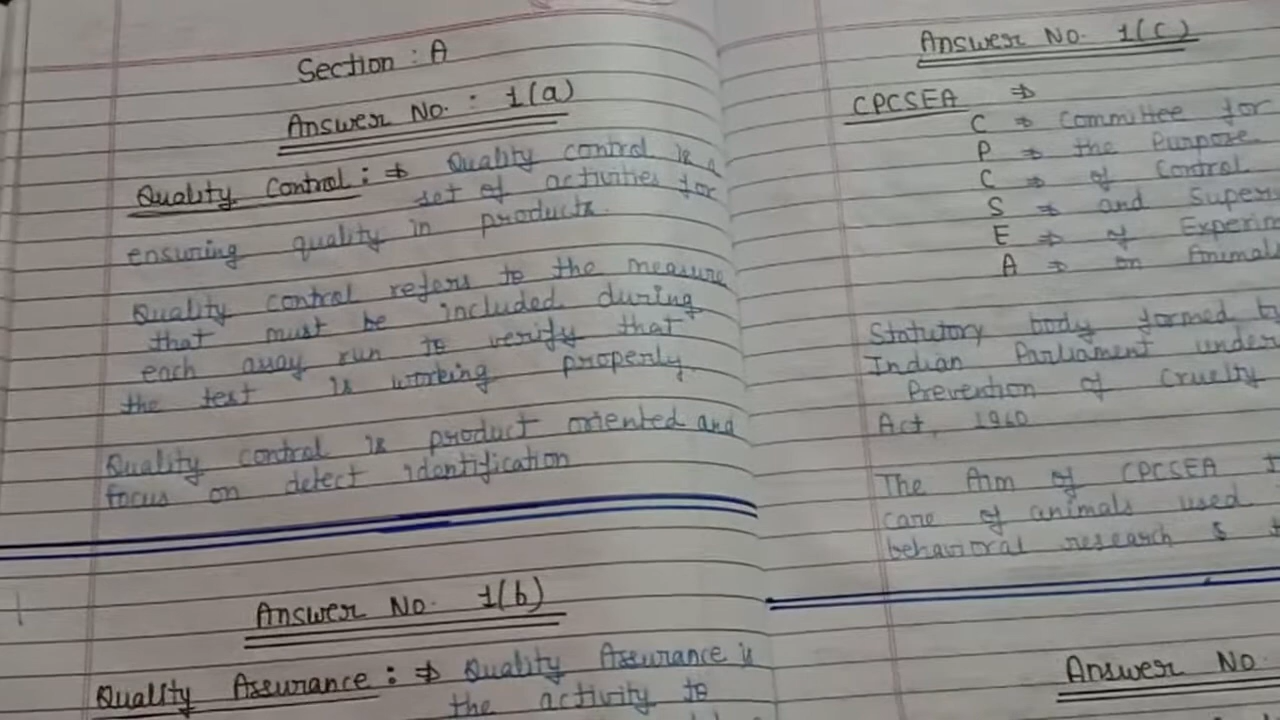 Section : A
Answer No. : 1(a)
Quality Control : ⇒ Quality control is a
set of activities for
ensuring quality in products.
Quality control refers to the measure
that must be included during
each assay run to verify that
the test is working properly.
Quality control is product oriented and
focus on defect identification
Answer No. 1(b)
Quality Assurance : ⇒ Quality Assurance is
the activity to
Answer No. 1(c)
CPCSEA ⇒
C ⇒ Committee for
P ⇒ the Purpose
C ⇒ of Control
S ⇒ and Super
E ⇒ of Experim
A ⇒ on Animals
Statutory body formed b
Indian Parliament under
Prevention of Cruelty
Act, 1960
The Aim of CPCSEA
care of animals used
behavioral research &
Answer No.